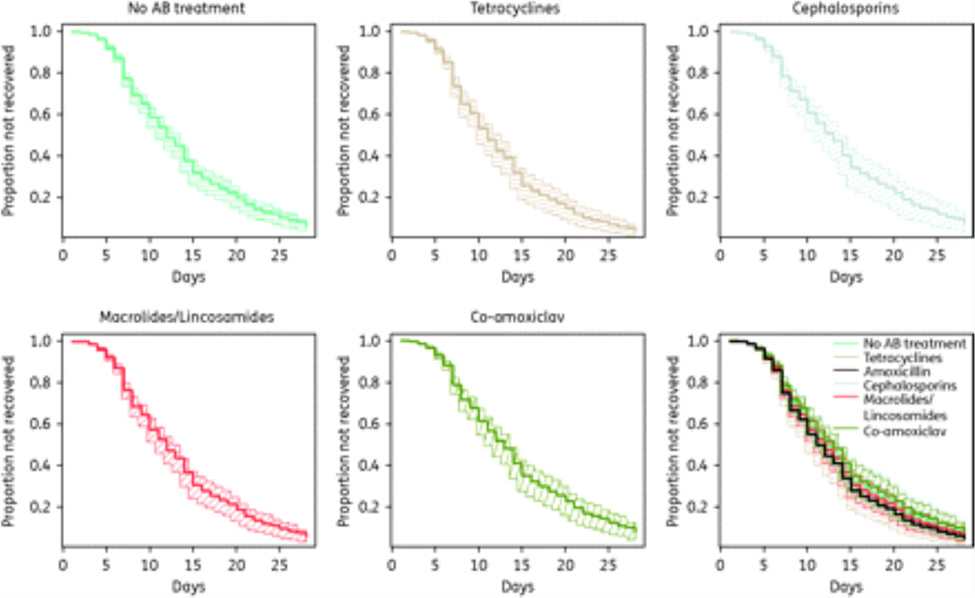 No AB treatment
Tetracyclines
Cephalosporins
Proportion not recovered
1.0
0.8
0.6
0.4
0.2
0 5 10 15 20 25
Days
Proportion not recovered
1.0
0.8
0.6
0.4
0.2
0 5 10 15 20 25
Days
Proportion not recovered
1.0
0.8
0.6
0.4
0.2
0 5 10 15 20 25
Days
Macrolides/Lincosamides
Co-amoxiclav
Proportion not recovered
1.0
0.8
0.6
0.4
0.2
0 5 10 15 20 25
Days
Proportion not recovered
1.0
0.8
0.6
0.4
0.2
0 5 10 15 20 25
Days
Proportion not recovered
1.0
0.8
0.6
0.4
0.2
0 5 10 15 20 25
Days
No AB treatment
Tetracyclines
Amoxicillin
Cephalosporins
Macrolides/
Lincosamides
Co-amoxiclav